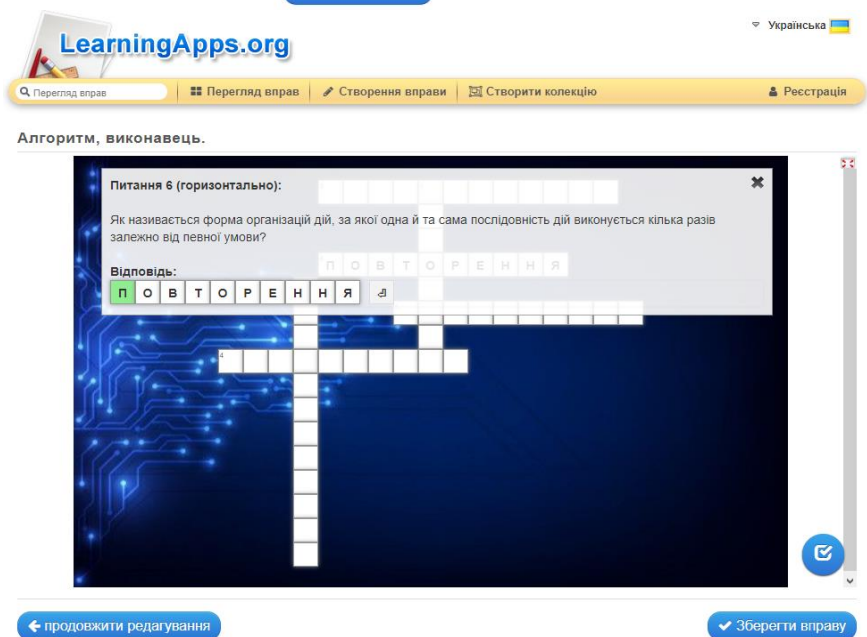 Українська
LearningApps.org
Перегляд вправ
Перегляд вправ
Створення вправи
Створити колекцію
Реєстрація
Алгоритм, виконавець.
Питання 6 (горизонтально):
Як називається форма організацій дій, за якої одна й та сама послідовність дій виконується кілька разів
залежно від певної умови?
П О В Т О Р Е Н Н Я
Відповідь:
П О В Т О Р Е Н Н Я
4
продовжити редагування
Зберегти вправу